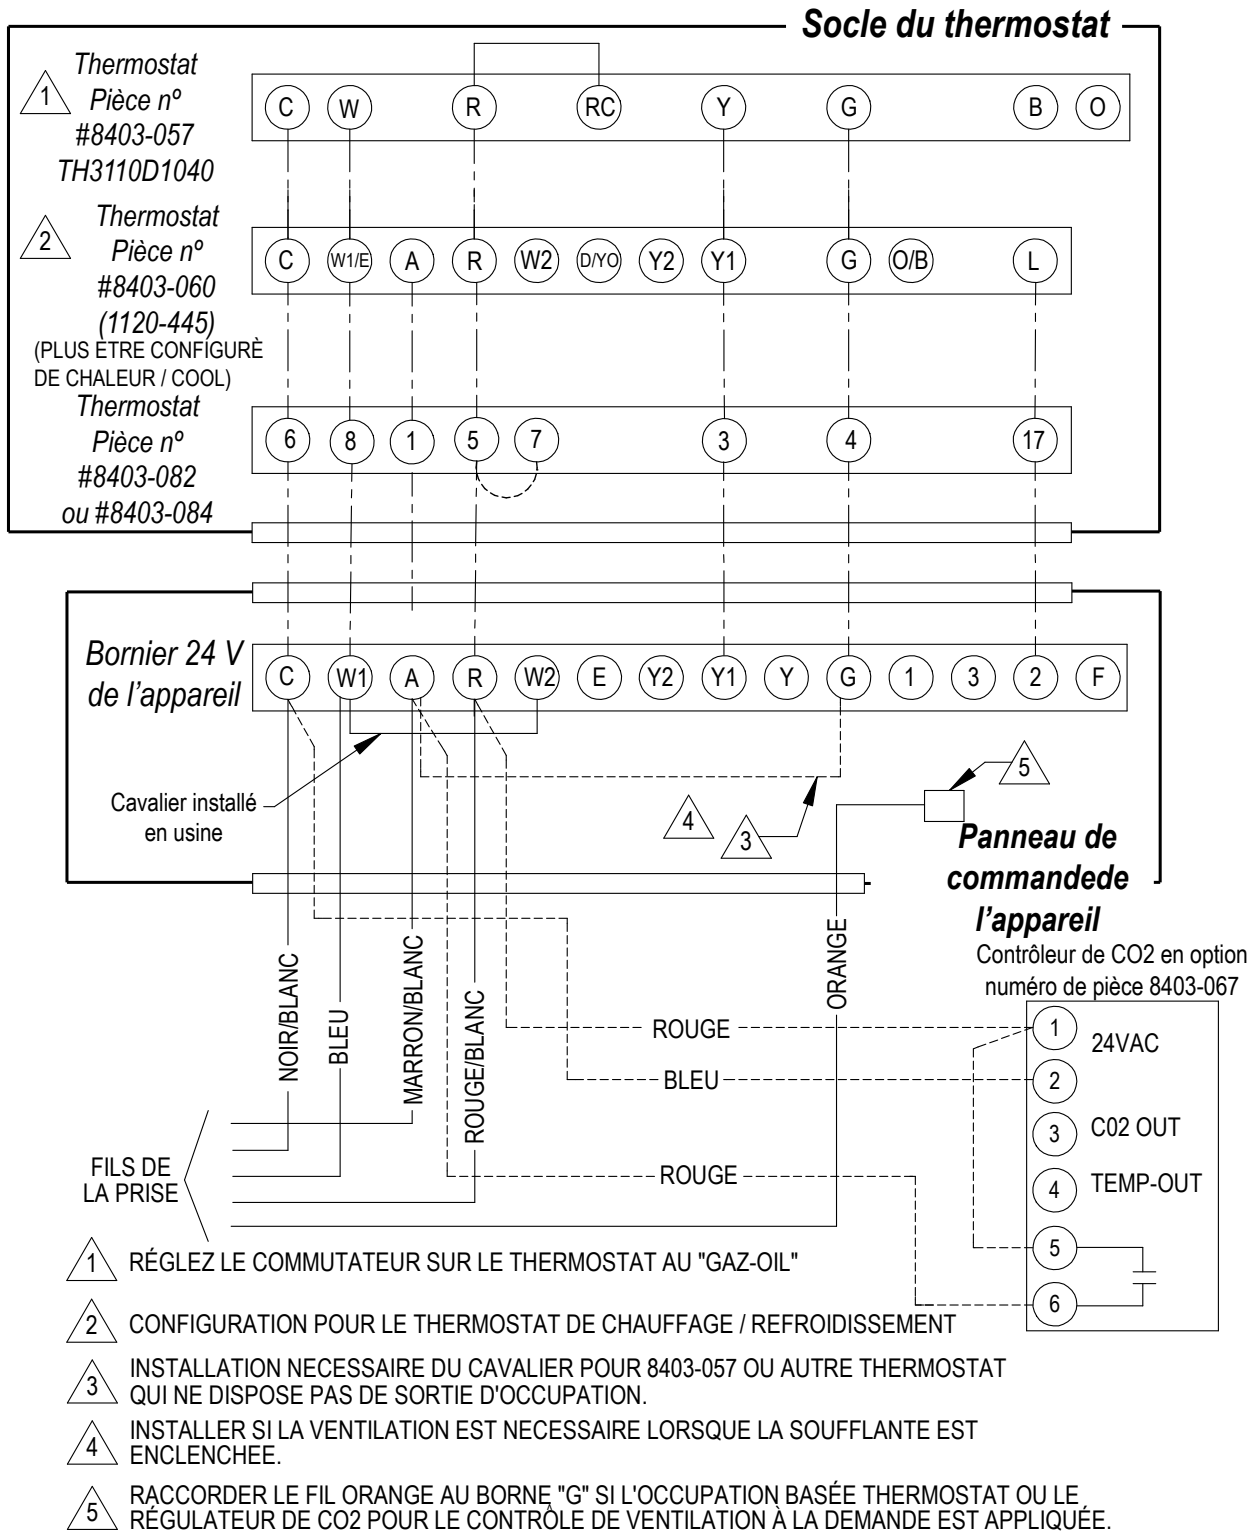 Socle du thermostat
1
Thermostat
Pièce nº
#8403-057
TH3110D1040
C W R RC Y G B O
2
Thermostat
Pièce nº
#8403-060
(1120-445)
(PLUS ETRE CONFIGURÈ
DE CHALEUR / COOL)
C W1/E A R W2 D/YO Y2 Y1 G O/B L
Thermostat
Pièce nº
#8403-082
ou #8403-084
6 8 1 5 7 3 4 17
Bornier 24 V
de l'appareil
C W1 A R W2 E Y2 Y1 Y G 1 3 2 F
Cavalier installé
en usine
4
3
5
Panneau de
commandede
l'appareil
Contrôleur de CO2 en option
numéro de pièce 8403-067
NOIR/BLANC
BLEU
MARRON/BLANC
ROUGE/BLANC
ORANGE
ROUGE
BLEU
ROUGE
1
24VAC
2
3 C02 OUT
4 TEMP-OUT
5
6
FILS DE
LA PRISE
1 RÉGLEZ LE COMMUTATEUR SUR LE THERMOSTAT AU "GAZ-OIL"
2 CONFIGURATION POUR LE THERMOSTAT DE CHAUFFAGE / REFROIDISSEMENT
3 INSTALLATION NECESSAIRE DU CAVALIER POUR 8403-057 OU AUTRE THERMOSTAT
QUI NE DISPOSE PAS DE SORTIE D'OCCUPATION.
4 INSTALLER SI LA VENTILATION EST NECESSAIRE LORSQUE LA SOUFFLANTE EST
ENCLENCHEE.
5 RACCORDER LE FIL ORANGE AU BORNE "G" SI L'OCCUPATION BASÉE THERMOSTAT OU LE
RÉGULATEUR DE CO2 POUR LE CONTRÔLE DE VENTILATION À LA DEMANDE EST APPLIQUÉE.